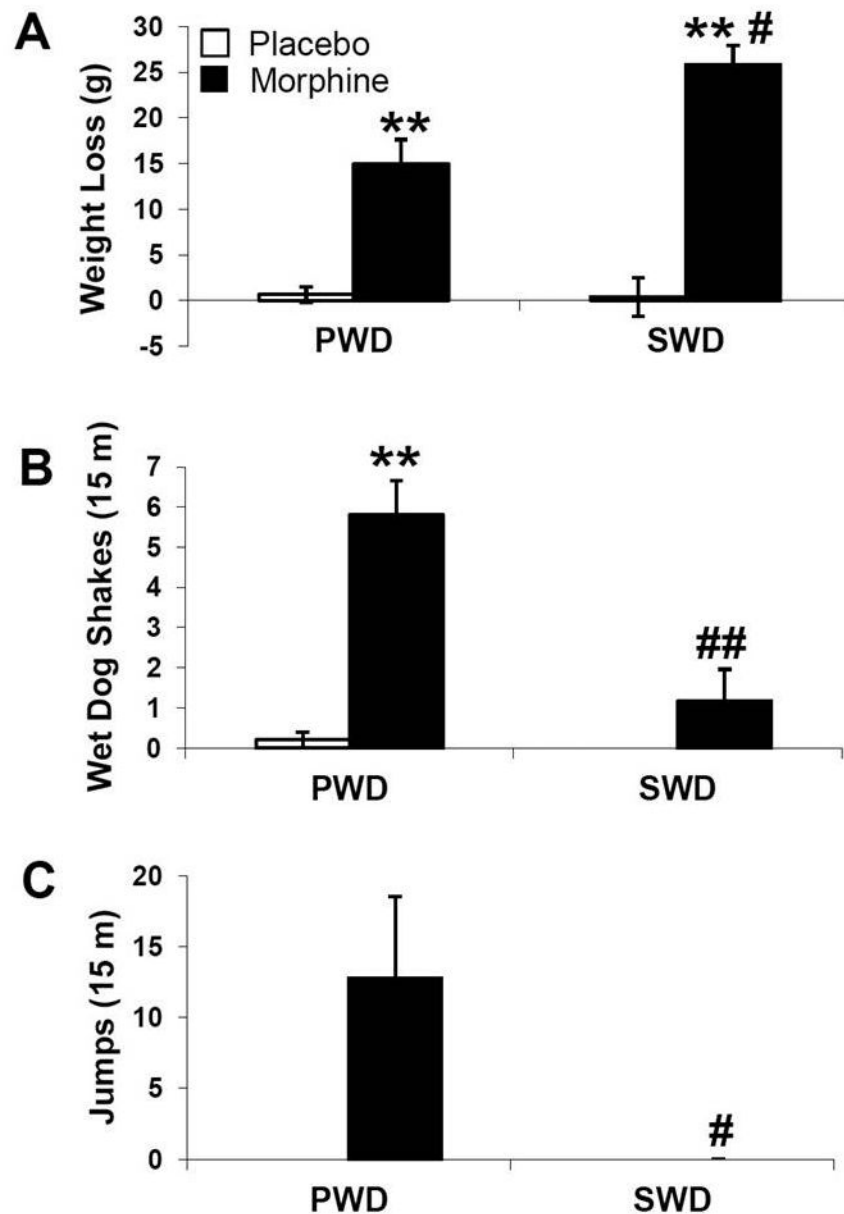 A
Weight Loss (g)
30
25
20
15
10
5
0
-5
Placebo
Morphine
**
** #
PWD
SWD
B
Wet Dog Shakes (15 m)
7
6
5
4
3
2
1
0
**
##
PWD
SWD
C
Jumps (15 m)
20
15
10
5
0
#
PWD
SWD